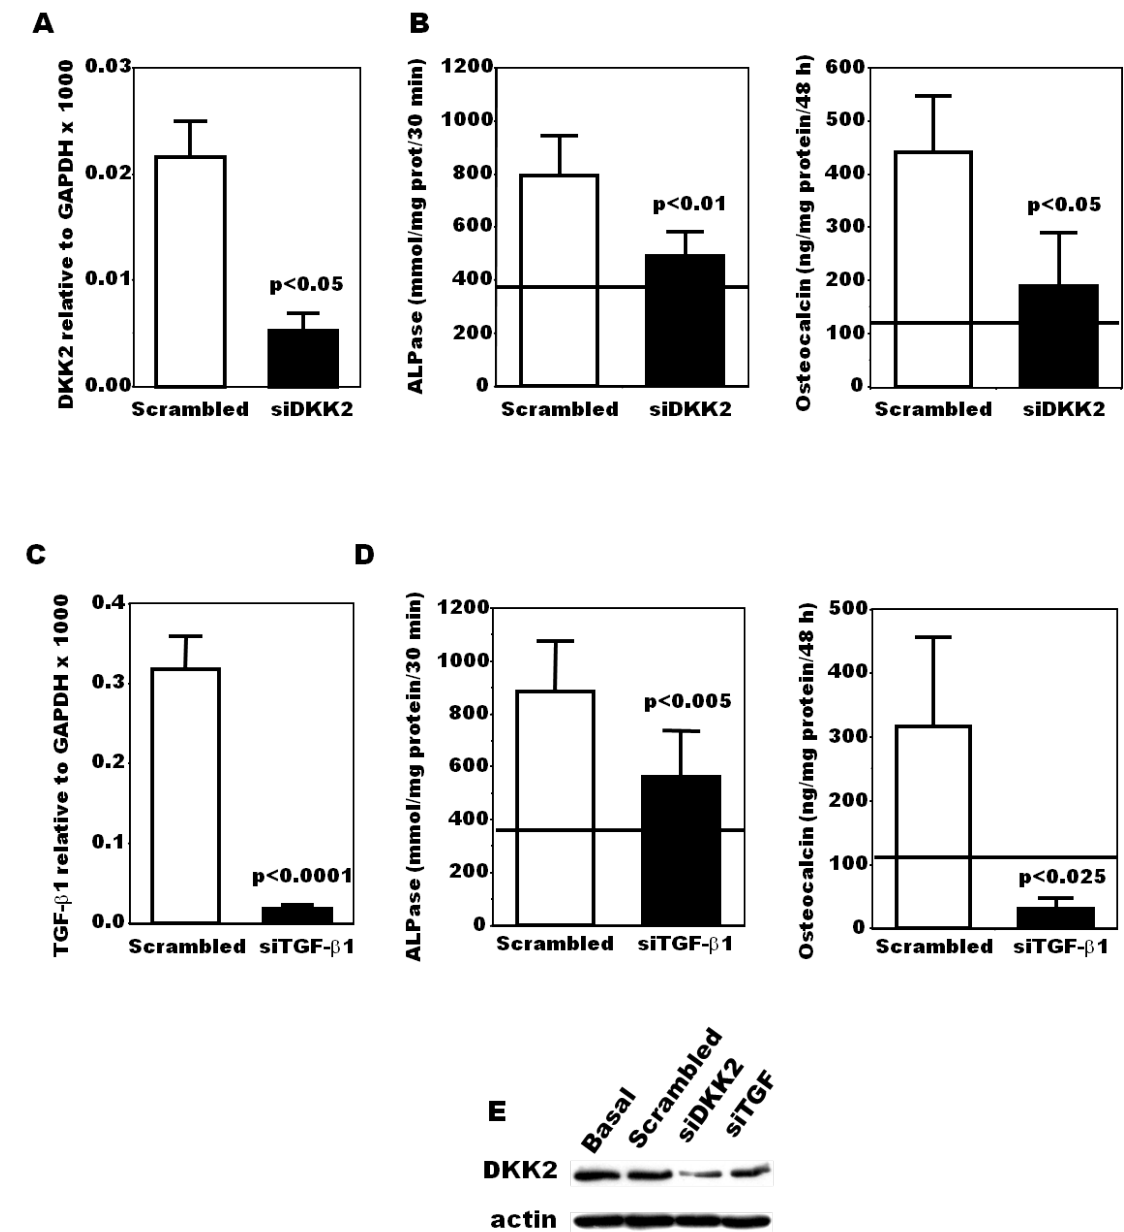 A
B
DKK2 relative to GAPDH x 1000
0.03
0.02
0.01
0.00
p<0.05
Scrambled siDKK2
ALPase (mmol/mg prot/30 min)
1200
1000
800
600
400
200
0
p<0.01
Scrambled siDKK2
Osteocalcin (ng/mg protein/48 h)
600
500
400
300
200
100
0
p<0.05
Scrambled siDKK2
C
D
TGF-β1 relative to GAPDH x 1000
0.4
0.3
0.2
0.1
0.0
p<0.0001
Scrambled siTGF-β1
ALPase (mmol/mg protein/30 min)
1200
1000
800
600
400
200
0
p<0.005
Scrambled siTGF-β1
Osteocalcin (ng/mg protein/48 h)
500
400
300
200
100
0
p<0.025
Scrambled siTGF-β1
E
Basal
Scrambled
siDKK2
siTGF
DKK2
actin